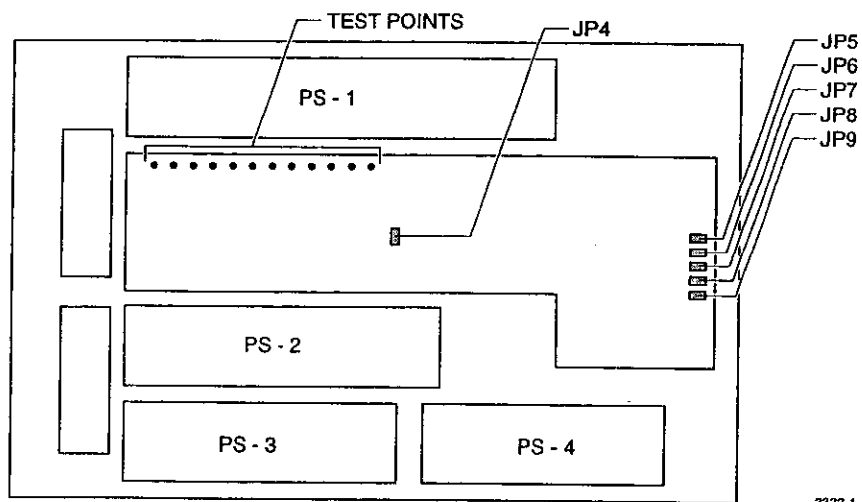 TEST POINTS
JP4
JP5
JP6
JP7
JP8
JP9
PS - 1
PS - 2
PS - 3
PS - 4